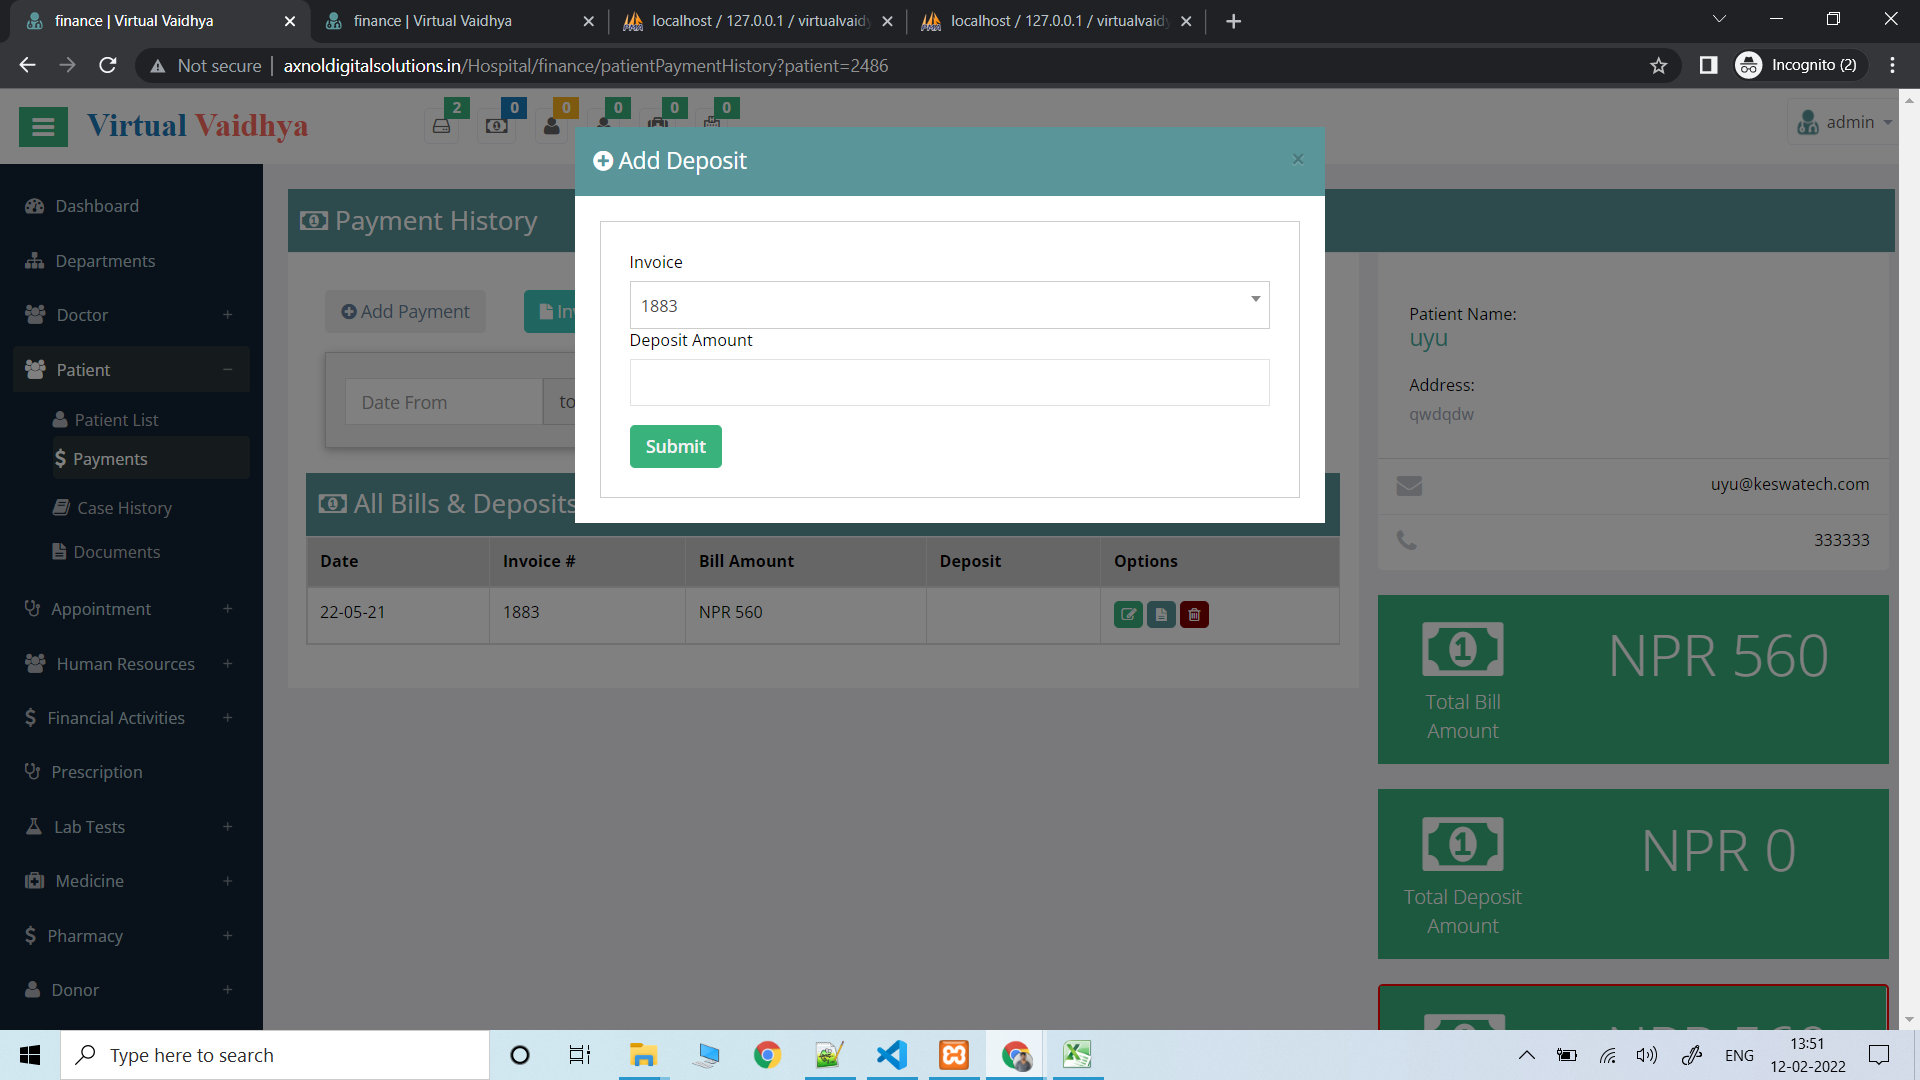 finance | Virtual Vaidhya
finance | Virtual Vaidhya
localhost / 127.0.0.1 / virtualvaidy
localhost / 127.0.0.1 / virtualvaidy
Not secure
axnoldigitalsolutions.in/Hospital/finance/patientPaymentHistory?patient=2486
Incognito (2)
Virtual Vaidhya
2
0
0
0
0
0
admin
Add Deposit
×
Invoice
1883
Deposit Amount
Submit
Dashboard
Departments
Doctor
Patient
Patient List
Payments
Case History
Documents
Appointment
Human Resources
Financial Activities
Prescription
Lab Tests
Medicine
Pharmacy
Donor
Payment History
Add Payment
Date From
to
All Bills & Deposits
Date Invoice # Bill Amount Deposit Options
22-05-21 1883 NPR 560
Patient Name:
uyu
Address:
qwdqdw
uyu@keswatech.com
333333
NPR 560
Total Bill
Amount
NPR 0
Total Deposit
Amount
Type here to search
ENG
13:51
12-02-2022